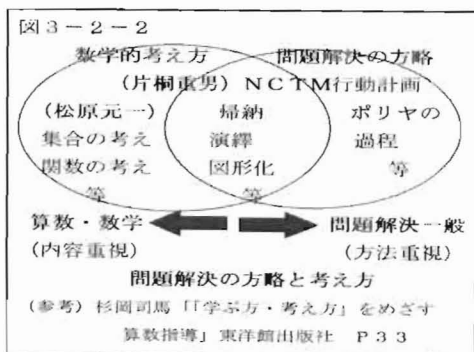 図3-2-2
数学的考え方 問題解決の方略
(片桐重男) NCTM行動計画
(松原元一) 帰納 ポリヤの
集合の考え 演繹 過程
関数の考え 図形化 等
等 等
算数・数学 問題解決一般
(内容重視) (方法重視)
問題解決の方略と考え方
(参考) 杉岡司馬「「学ぶ方・考え方」をめざす
算数指導」東洋館出版社 P33